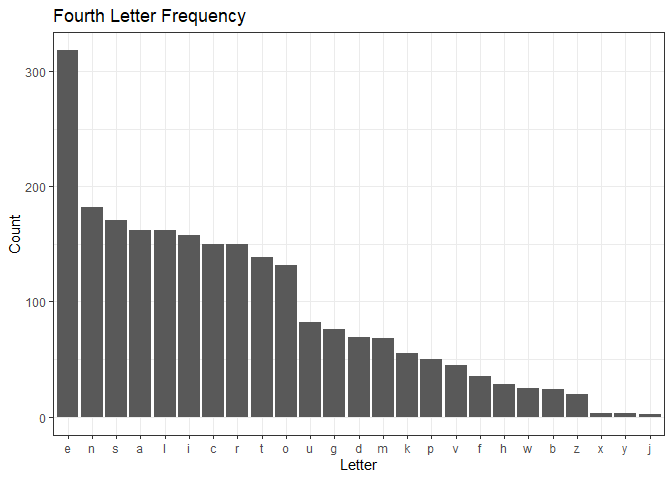 Fourth Letter Frequency
Count
300
200
100
0
e n s a l i c r t o u g d m k p v f h w b z x y j
Letter